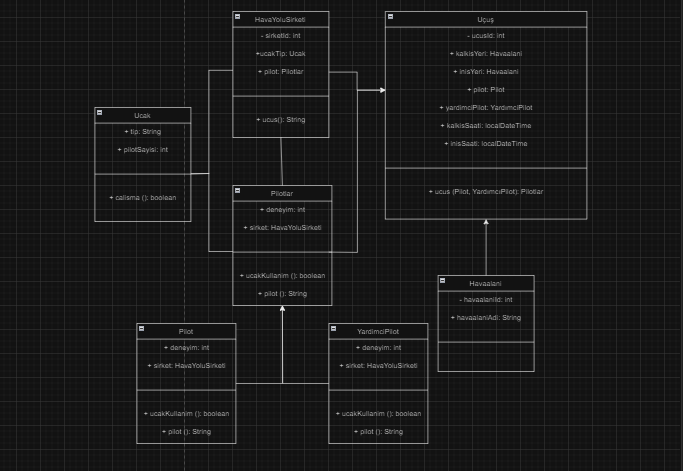 HavaYoluSirketi
- sirketId: int
+ucakTip: Ucak
+ pilot: Pilotlar
+ ucus(): String
Uçuş
- ucusId: int
+ kalkisYeri: Havaalani
+ inisYeri: Havaalani
+ pilot: Pilot
+ yardimciPilot: YardımciPilot
+ kalkisSaati: localDateTime
+ inisSaati: localDateTime
+ ucus (Pilot, YardımcıPilot): Pilotlar
Ucak
+ tip: String
+ pilotSayisi: int
+ calisma (): boolean
Pilotlar
+ deneyim: int
+ sirket: HavaYoluSirketi
+ ucakKullanim (): boolean
+ pilot (): String
Havaalani
- havaalaniId: int
+ havaalaniAdi: String
Pilot
+ deneyim: int
+ sirket: HavaYoluSirketi
+ ucakKullanim (): boolean
+ pilot (): String
YardımciPilot
+ deneyim: int
+ sirket: HavaYoluSirketi
+ ucakKullanim (): boolean
+ pilot (): String